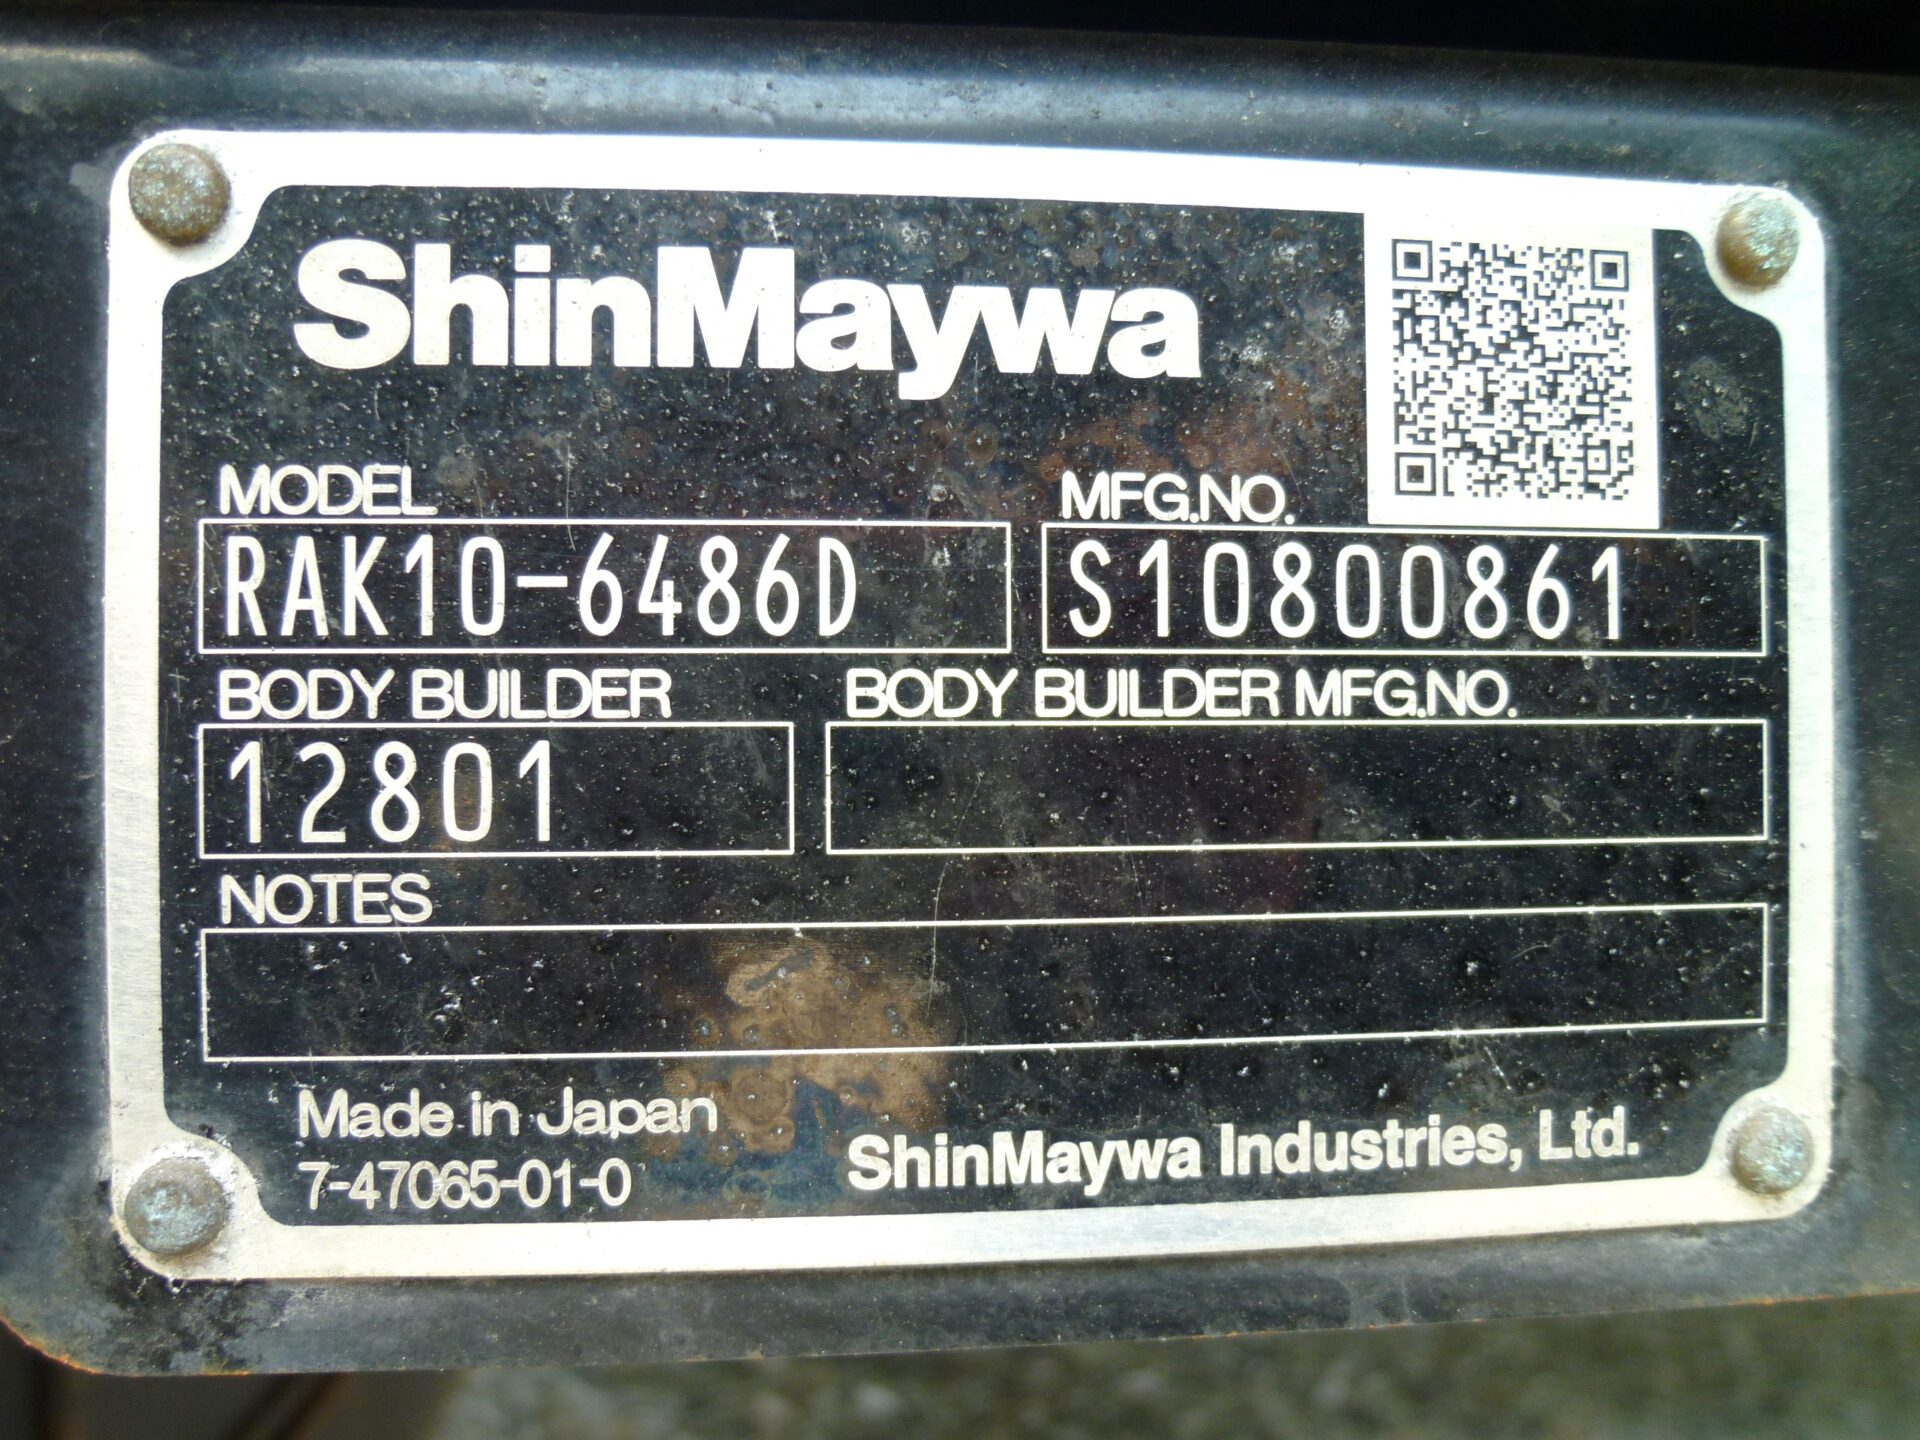 ShinMaywa
MODEL
MFG.NO.
RAK10-6486D
S10800861
BODY BUILDER
BODY BUILDER MFG.NO.
12801
NOTES
Made in Japan
7-47065-01-0
ShinMaywa Industries, Ltd.